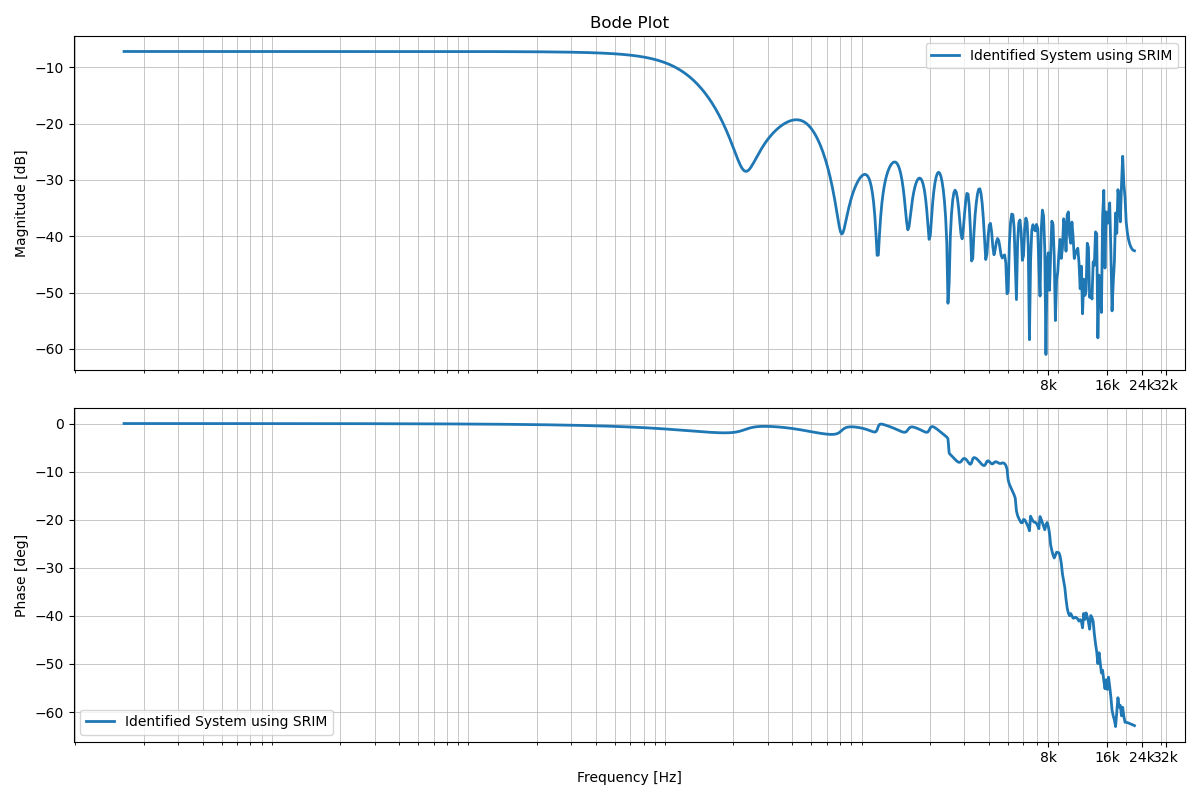 Bode Plot
Identified System using SRIM
Magnitude [dB]
−10
−20
−30
−40
−50
−60
8k 16k 24k 32k
Identified System using SRIM
Phase [deg]
0
−10
−20
−30
−40
−50
−60
8k 16k 24k 32k
Frequency [Hz]